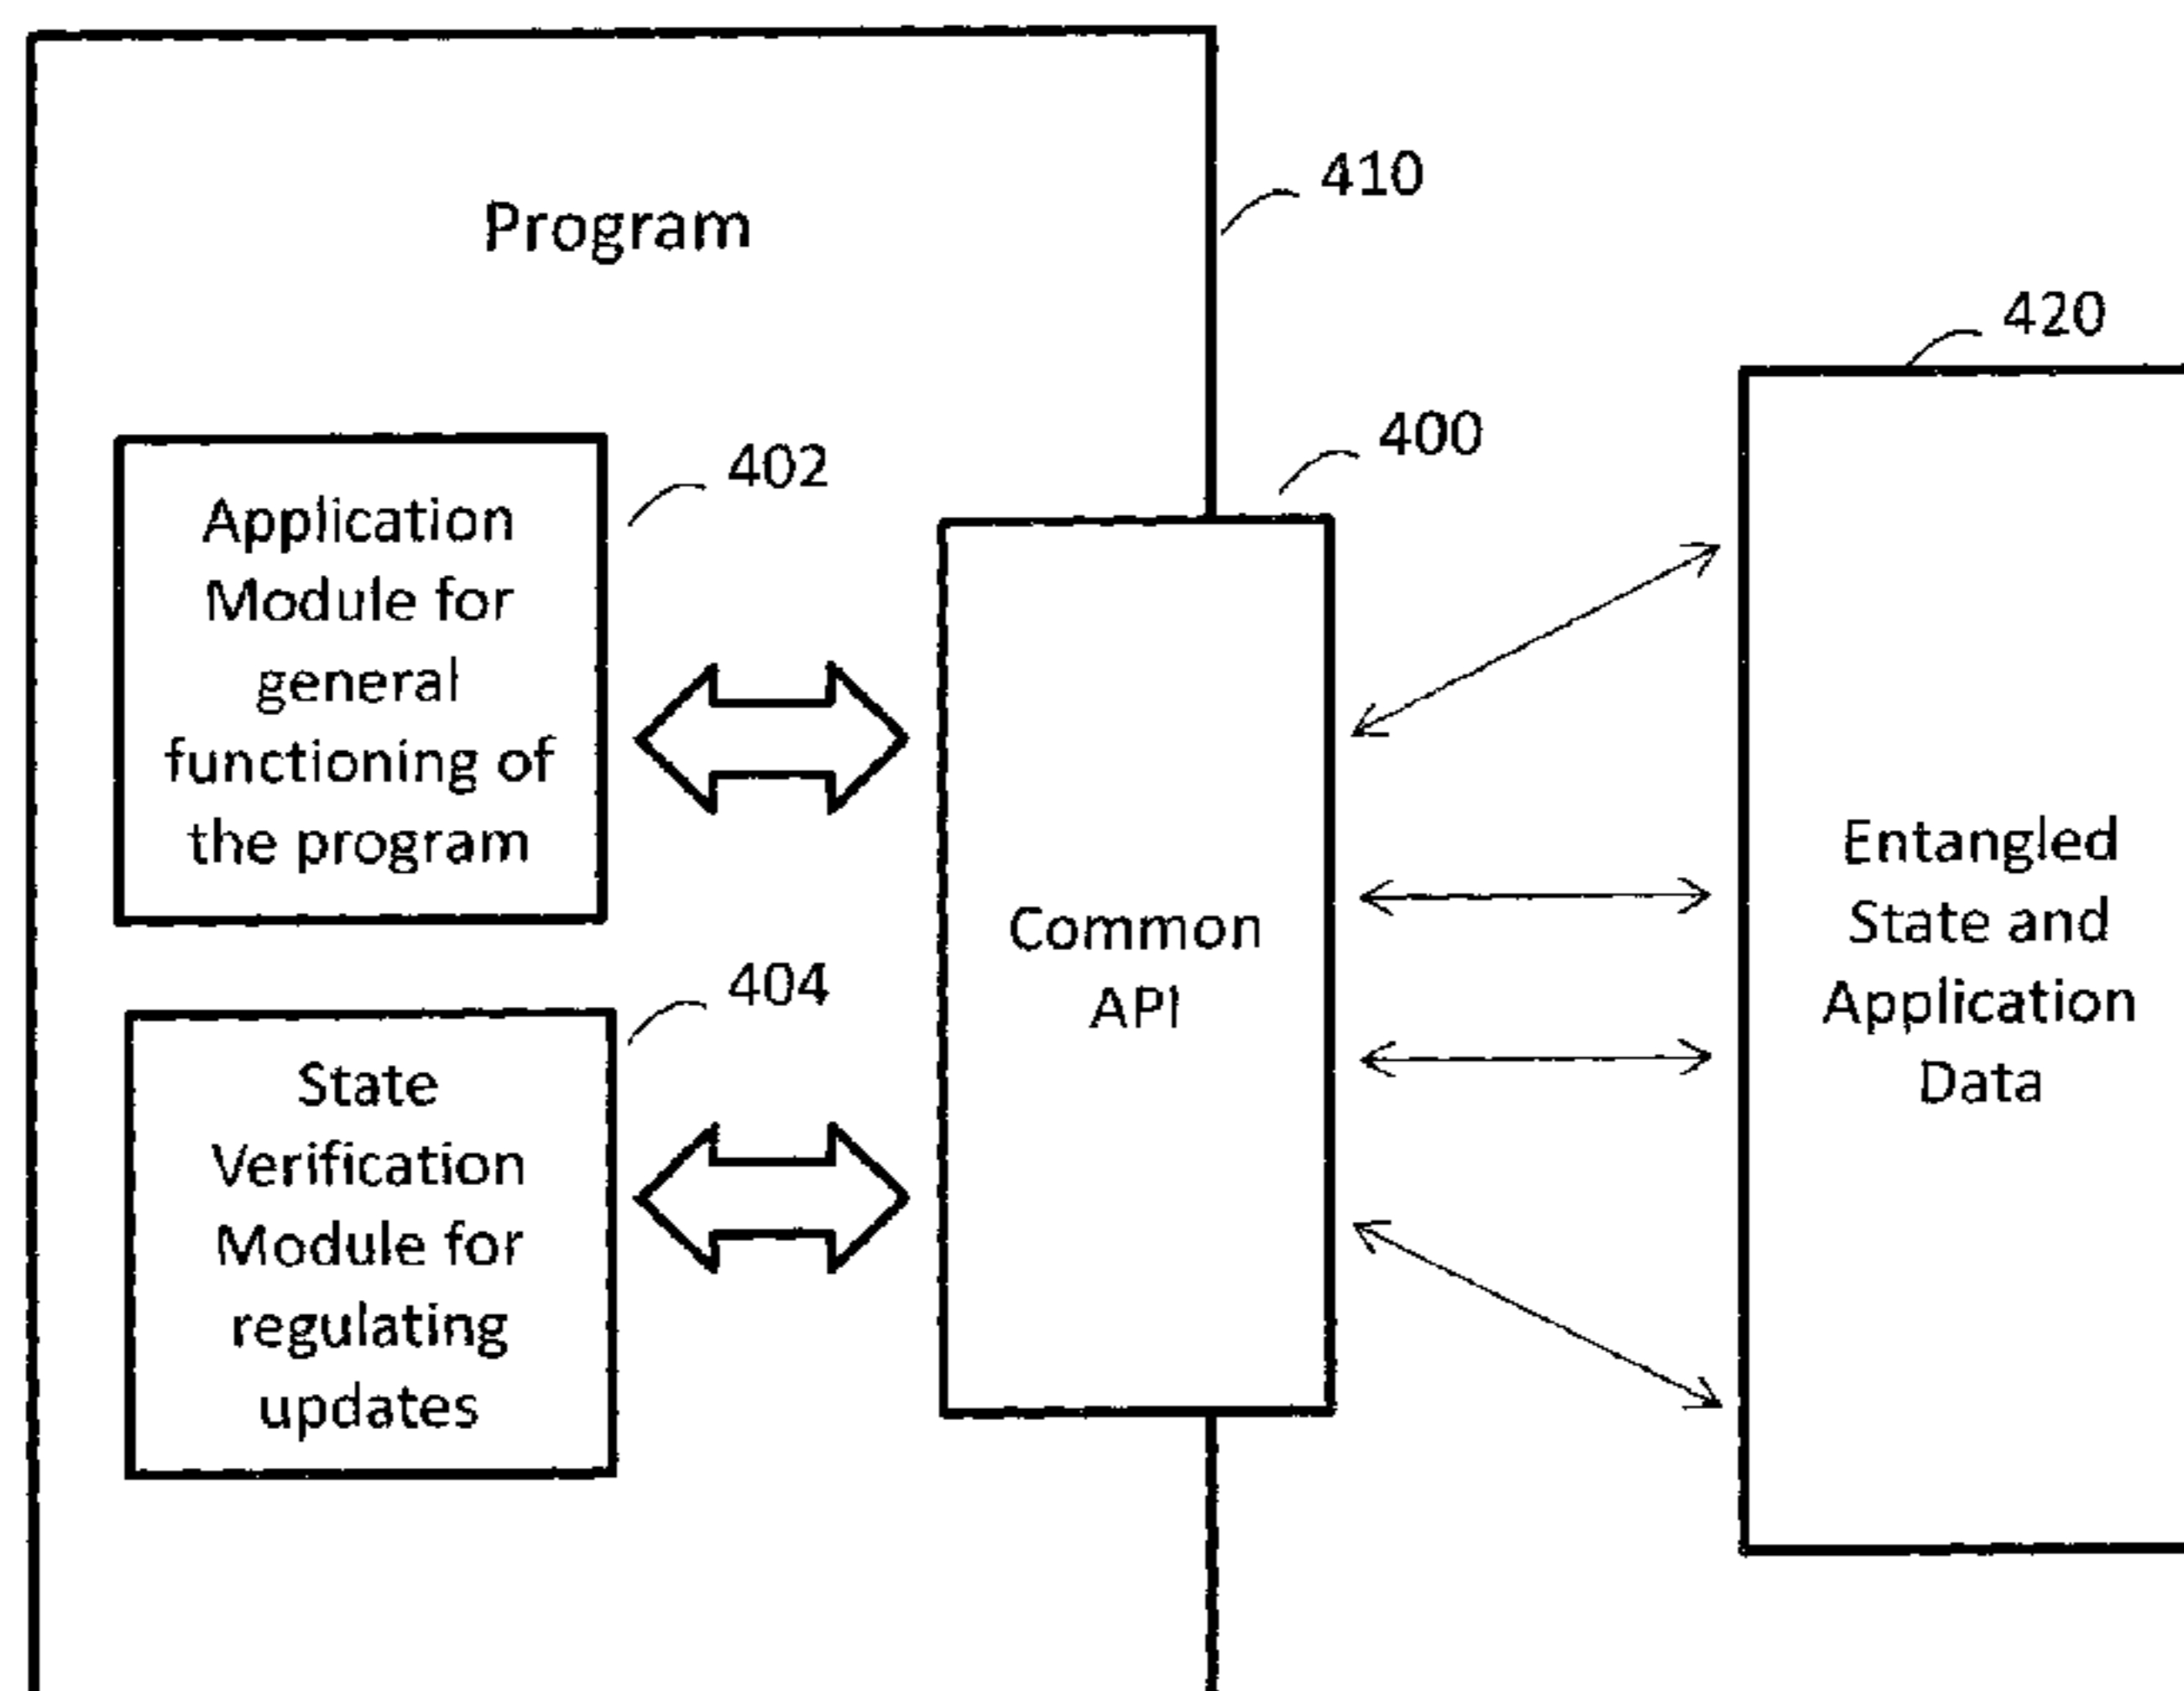 Program
410
420
400
402
Application
Module for
general
functioning of
the program
404
State
Verification
Module for
regulating
updates
Common
API
Entangled
State and
Application
Data